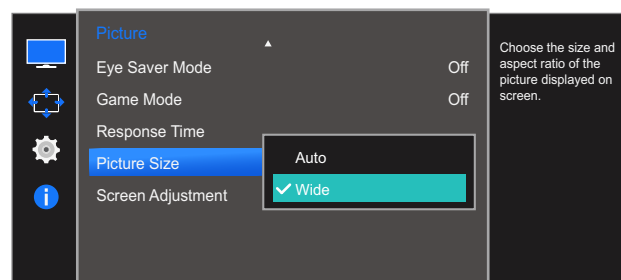 Picture
Eye Saver Mode Off
Game Mode Off
Response Time
Picture Size
Auto
Wide
Screen Adjustment
Choose the size and
aspect ratio of the
picture displayed on
screen.